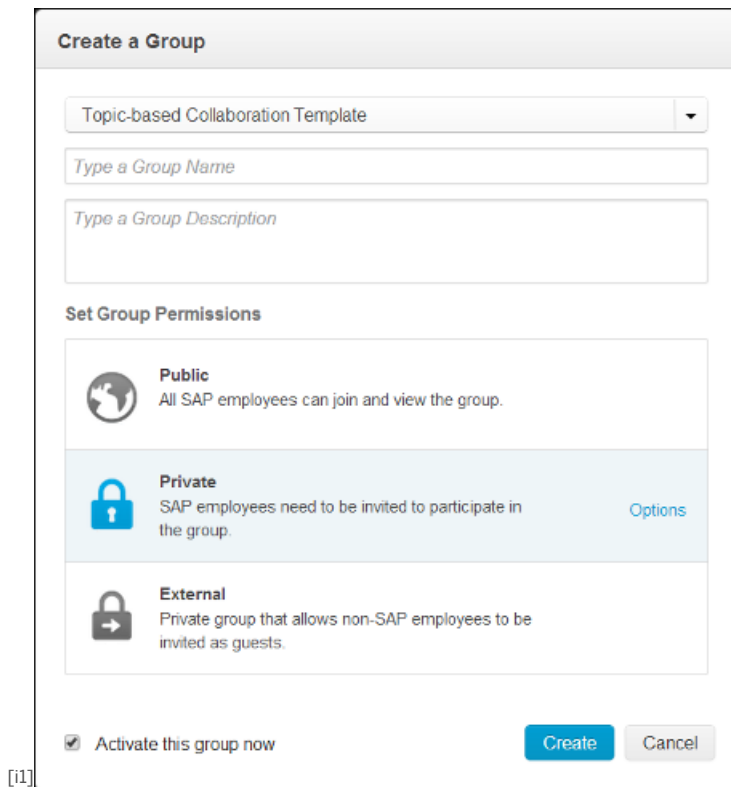 Create a Group
Topic-based Collaboration Template
Type a Group Name
Type a Group Description
Set Group Permissions
Public
All SAP employees can join and view the group.
Private
SAP employees need to be invited to participate in
the group.
Options
External
Private group that allows non-SAP employees to be
invited as guests.
Activate this group now
Create
Cancel
[i1]